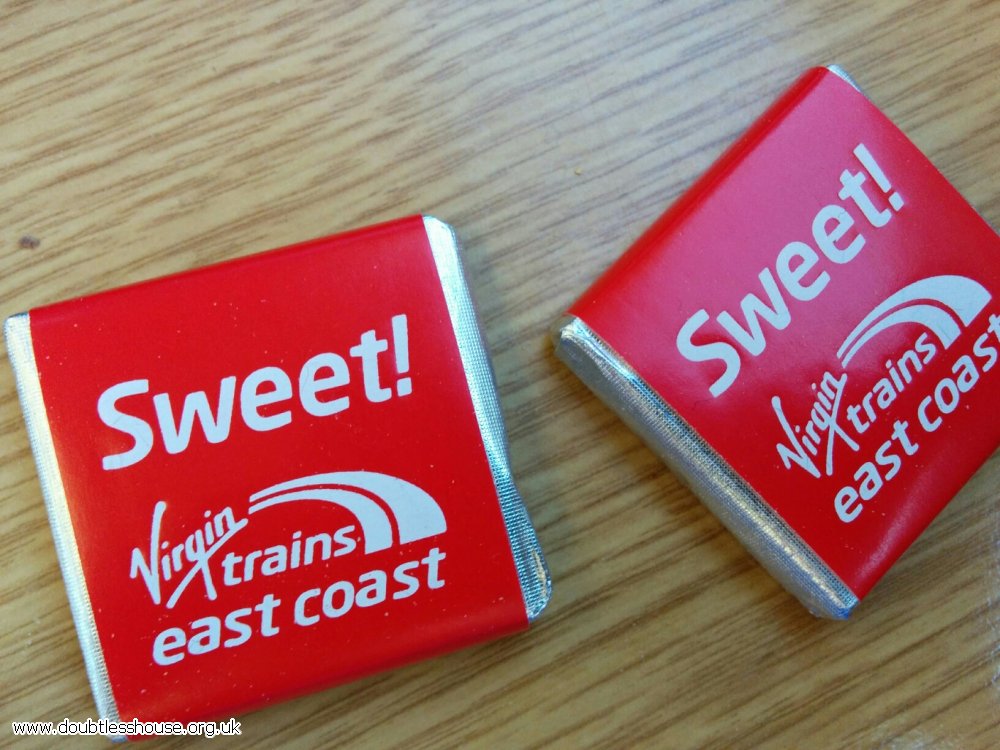 Sweet!
Virgin trains
east coast
Sweet!
Virgin trains
east coast
www.doubtlesshouse.org.uk